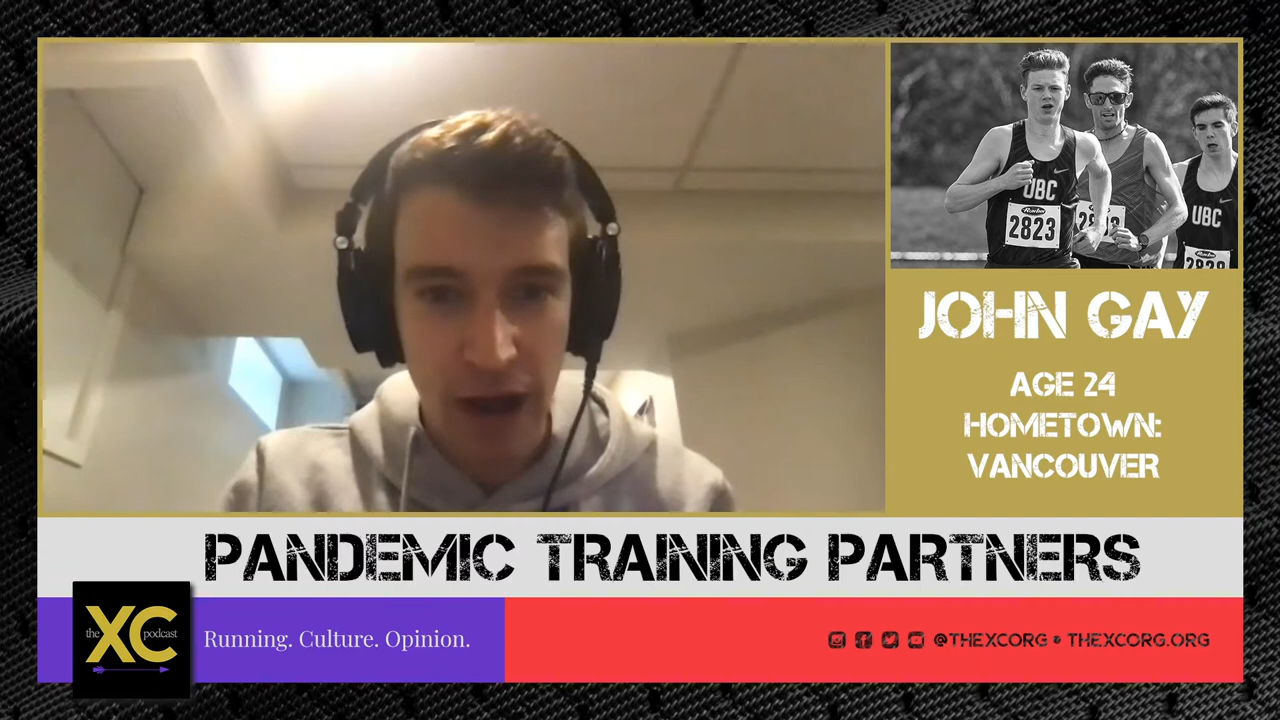 UBC
2823
UBC
JOHN GAY
AGE 24
HOMETOWN:
VANCOUVER
PANDEMIC TRAINING PARTNERS
the XC podcast
Running. Culture. Opinion.
@THEXCORG • THEXCORG.ORG